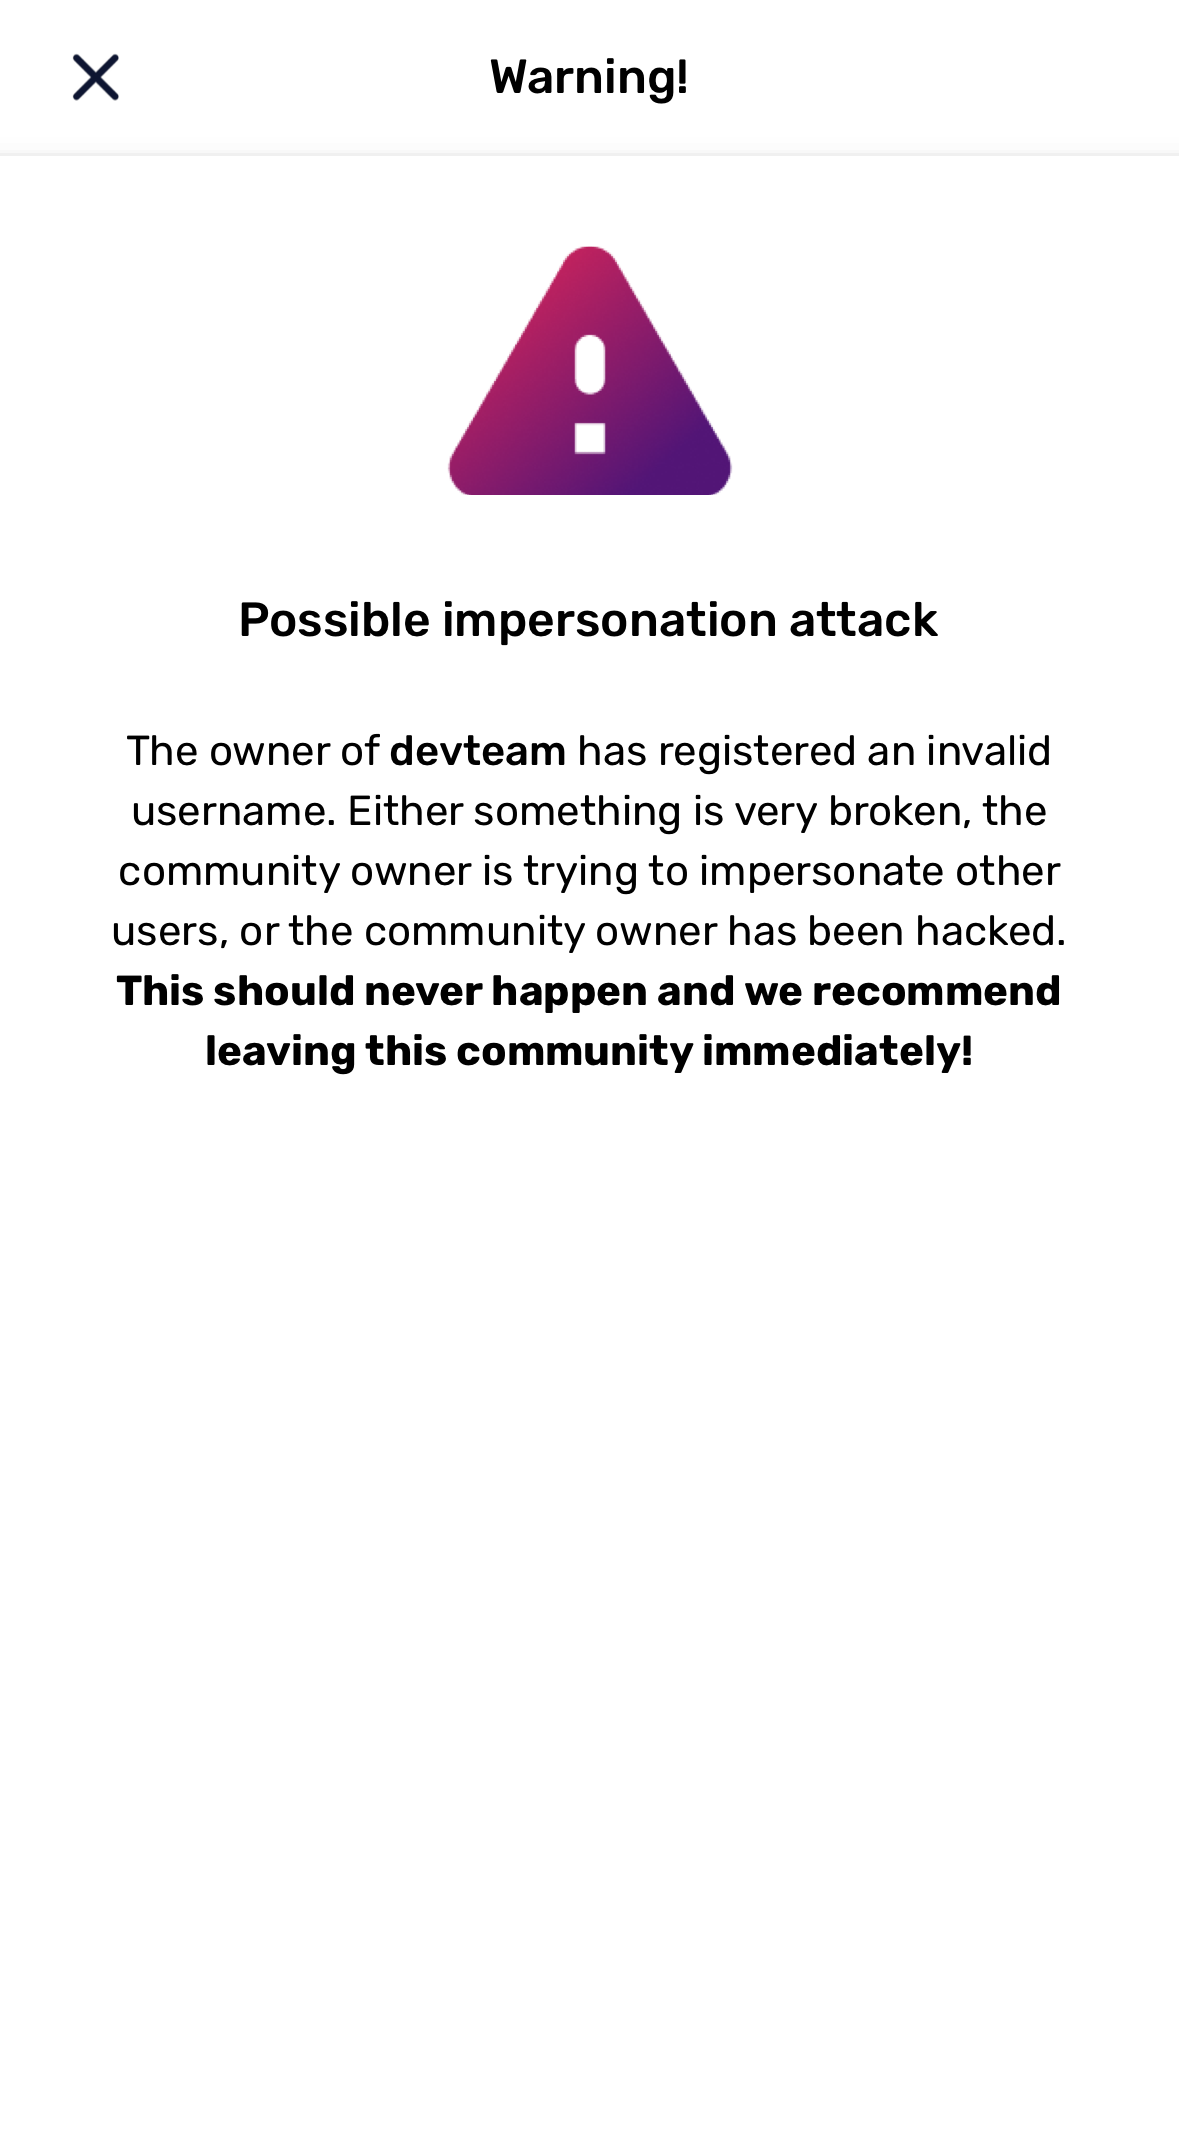 Warning!
Possible impersonation attack
The owner of devteam has registered an invalid
username. Either something is very broken, the
community owner is trying to impersonate other
users, or the community owner has been hacked.
This should never happen and we recommend
leaving this community immediately!